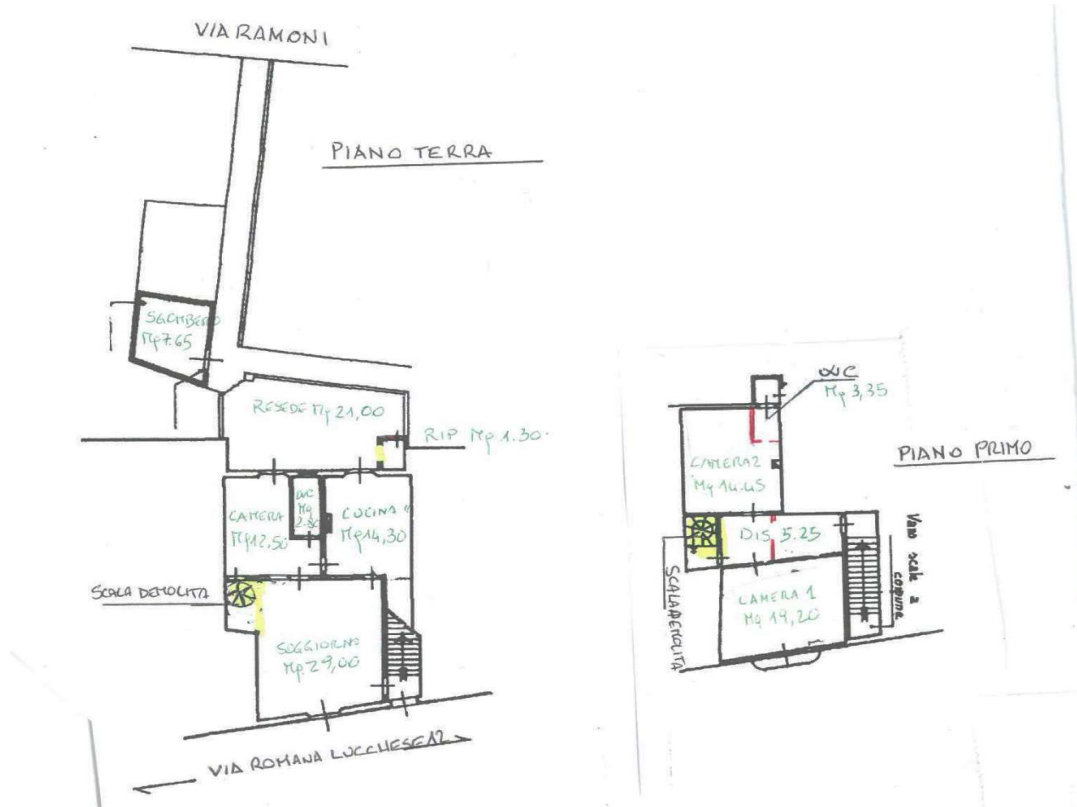 VIA RAMONI
PIANO TERRA
SGOMBERO
Mq 7.65
RESEDE Mq 21,00
RIP Mq 1.30
WC
Mq
CAMERA
Mq 12,50
CUCINA
Mq 14,30
SCALA DEMOLITA
SOGGIORNO
Mq. 29,00
VIA ROMANA LUCCHESE 12
WC
Mq 3,35
PIANO PRIMO
CAMERA 2
Mq 14.45
DIS. 5.25
Vano scale a
comune
SCALA DEMOLITA
CAMERA 1
Mq 19,20